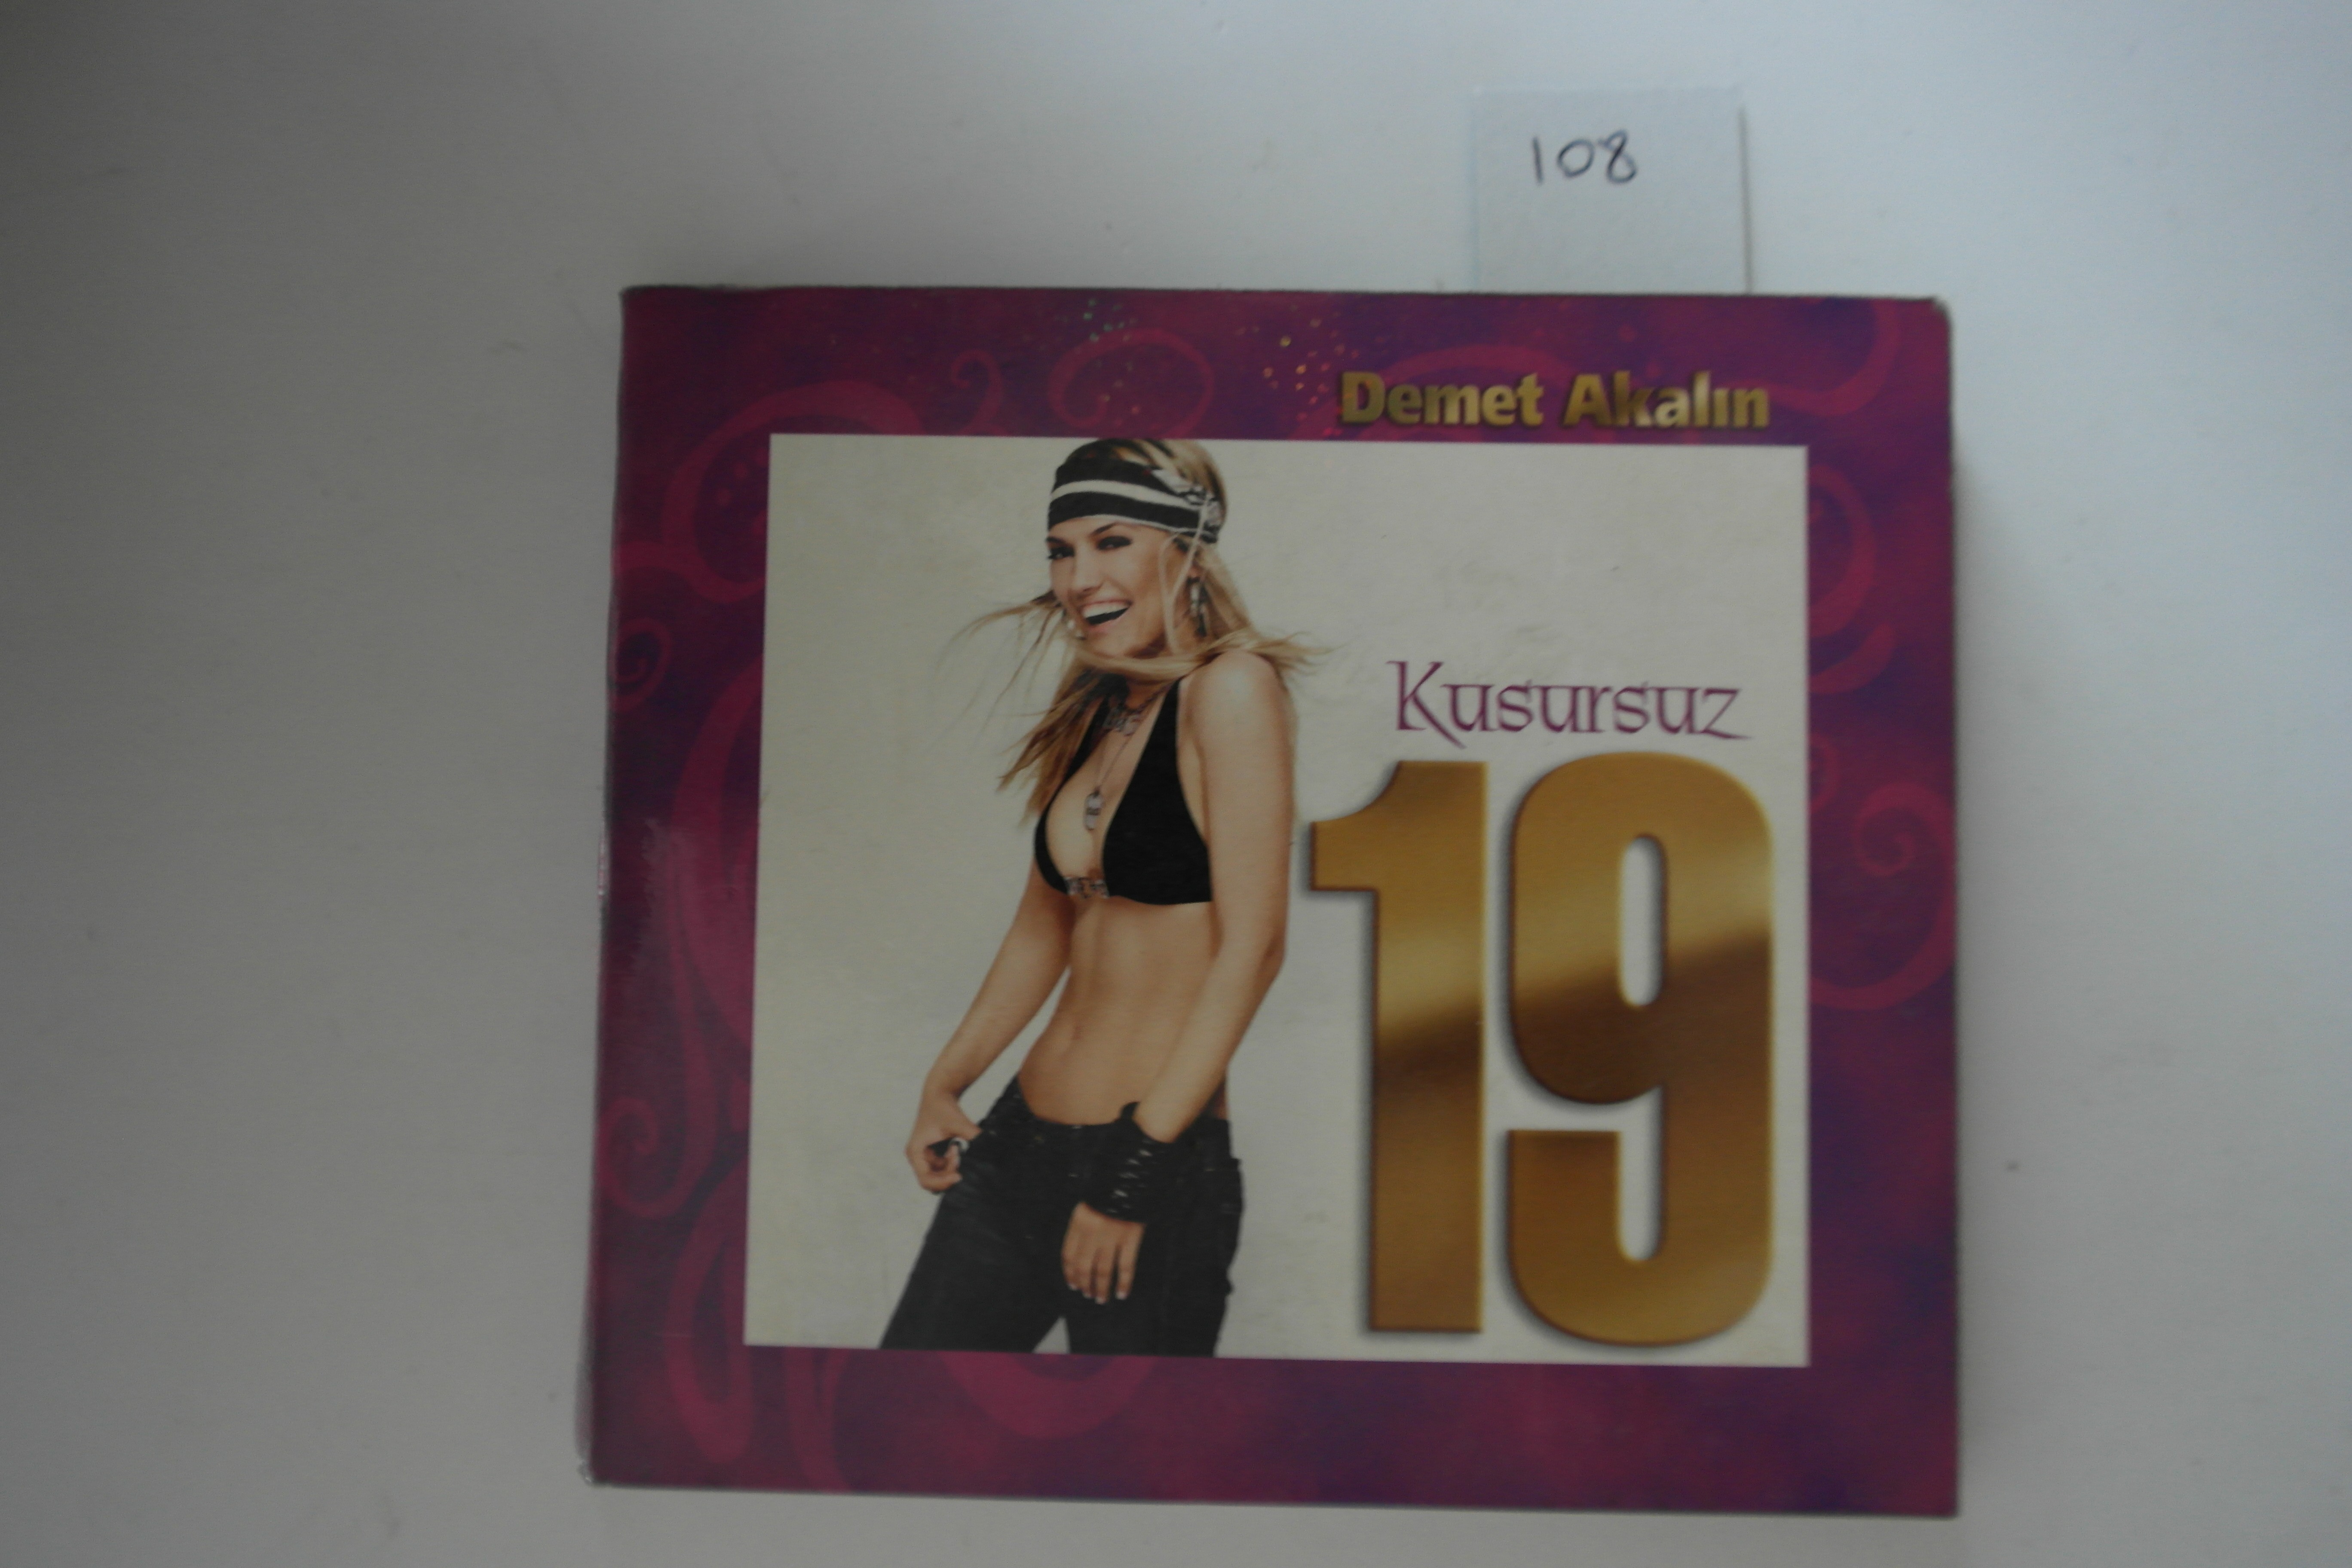 108
Demet Akalın
Kusursuz
19